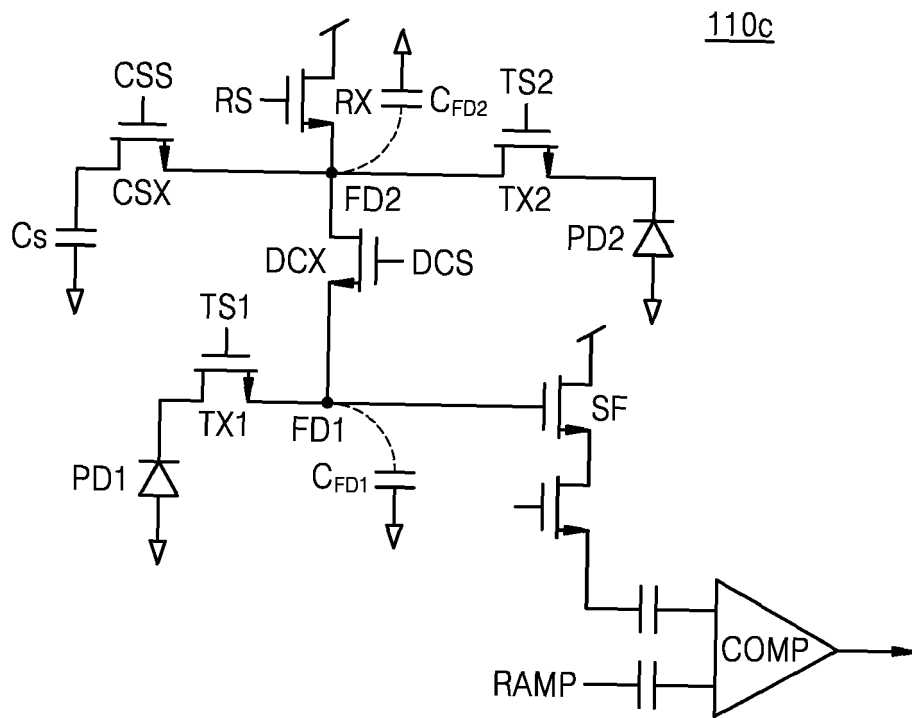 110c
CSS
RS
RX
CFD2
TS2
CSX
FD2
TX2
Cs
PD2
DCX
DCS
TS1
SF
TX1
FD1
PD1
CFD1
COMP
RAMP